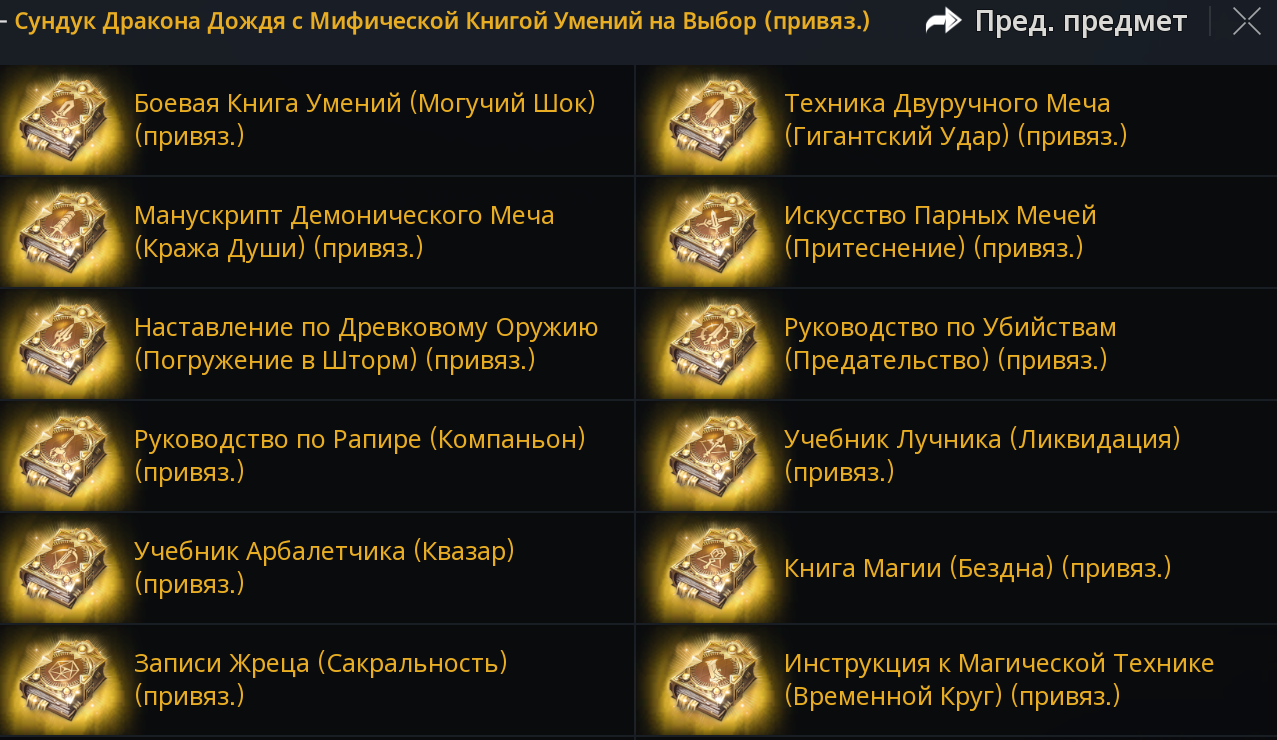 - Сундук Дракона Дождя с Мифической Книгой Умений на Выбор (привяз.)
Пред. предмет
Боевая Книга Умений (Могучий Шок)
(привяз.)
Техника Двуручного Меча
(Гигантский Удар) (привяз.)
Манускрипт Демонического Меча
(Кража Души) (привяз.)
Искусство Парных Мечей
(Притеснение) (привяз.)
Наставление по Древковому Оружию
(Погружение в Шторм) (привяз.)
Руководство по Убийствам
(Предательство) (привяз.)
Руководство по Рапире (Компаньон)
(привяз.)
Учебник Лучника (Ликвидация)
(привяз.)
Учебник Арбалетчика (Квазар)
(привяз.)
Книга Магии (Бездна) (привяз.)
Записи Жреца (Сакральность)
(привяз.)
Инструкция к Магической Технике
(Временной Круг) (привяз.)